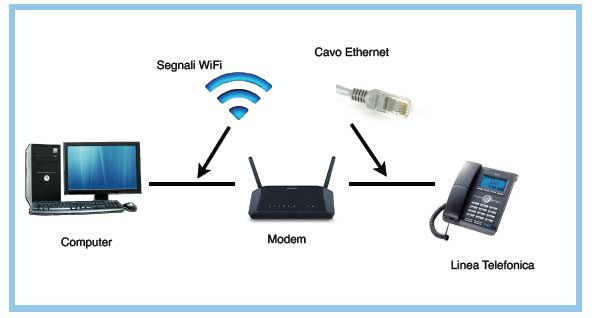 Cavo Ethernet
Segnali WiFi
Computer
Modem
Linea Telefonica